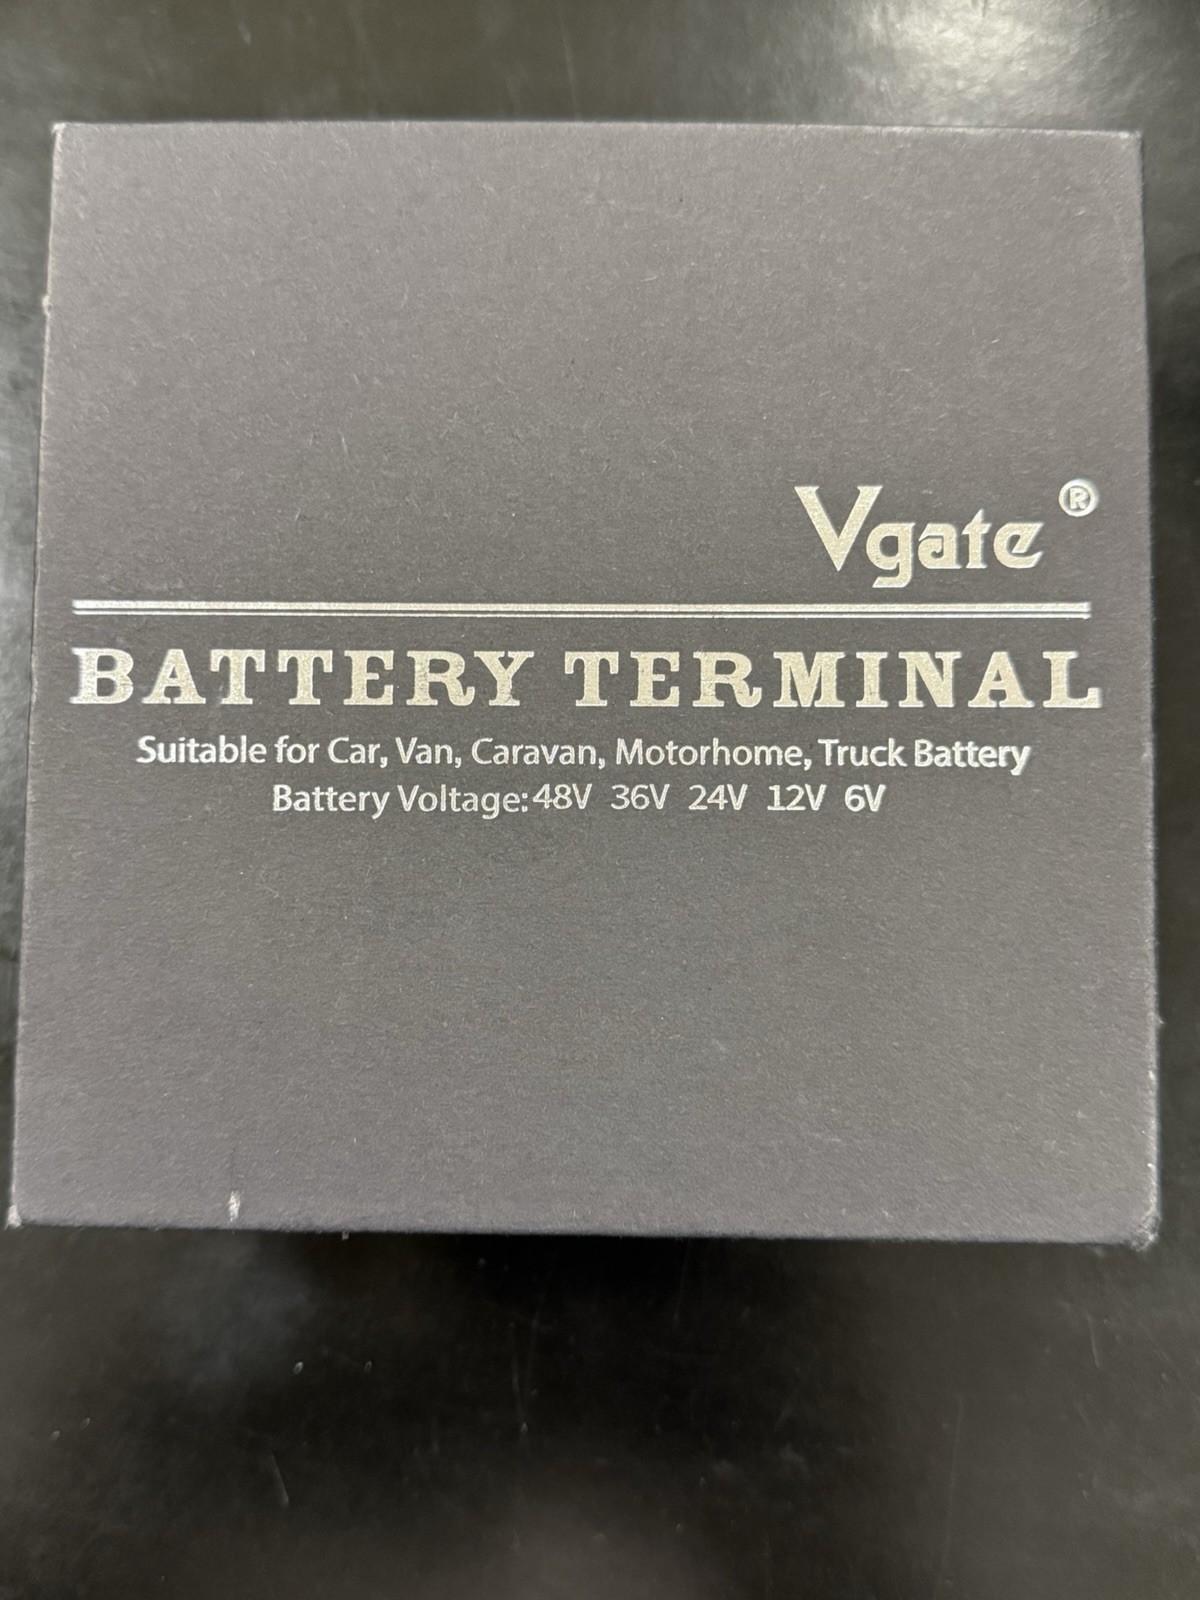 Vgate ®
BATTERY TERMINAL
Suitable for Car, Van, Caravan, Motorhome, Truck Battery
Battery Voltage:48V 36V 24V 12V 6V